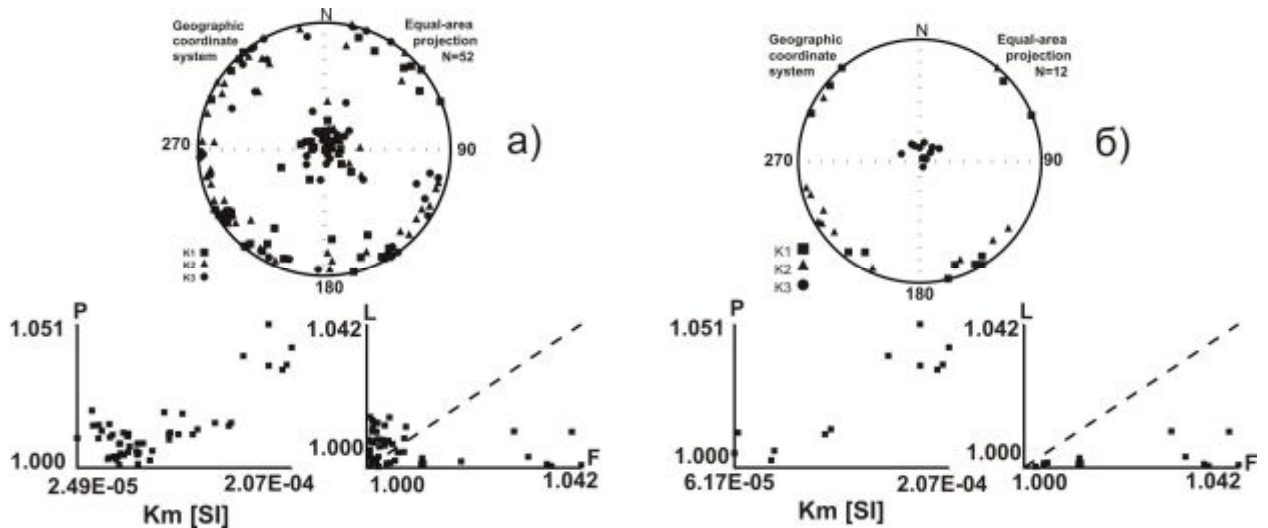 N
Geographic
coordinate
system
Equal-area
projection
N=52
270
90
180
K1
K2
K3
а)
P
1.051
1.000
2.49E-05
2.07E-04
Km [SI]
L
1.042
1.000
F
1.000
1.042
N
Geographic
coordinate
system
Equal-area
projection
N=12
270
90
180
K1
K2
K3
б)
P
1.051
1.000
6.17E-05
2.07E-04
Km [SI]
L
1.042
1.000
F
1.000
1.042